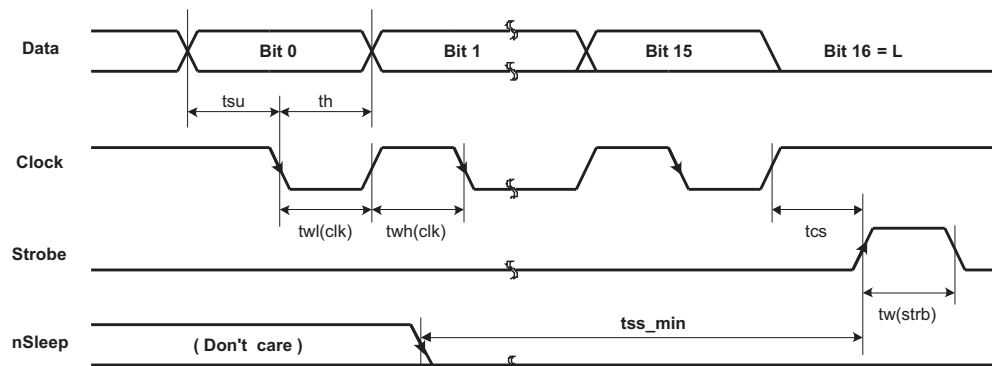 Data
Bit 0
Bit 1
Bit 15
Bit 16 = L
tsu
th
Clock
twl(clk)
twh(clk)
tcs
Strobe
tw(strb)
nSleep
( Don't care )
tss_min